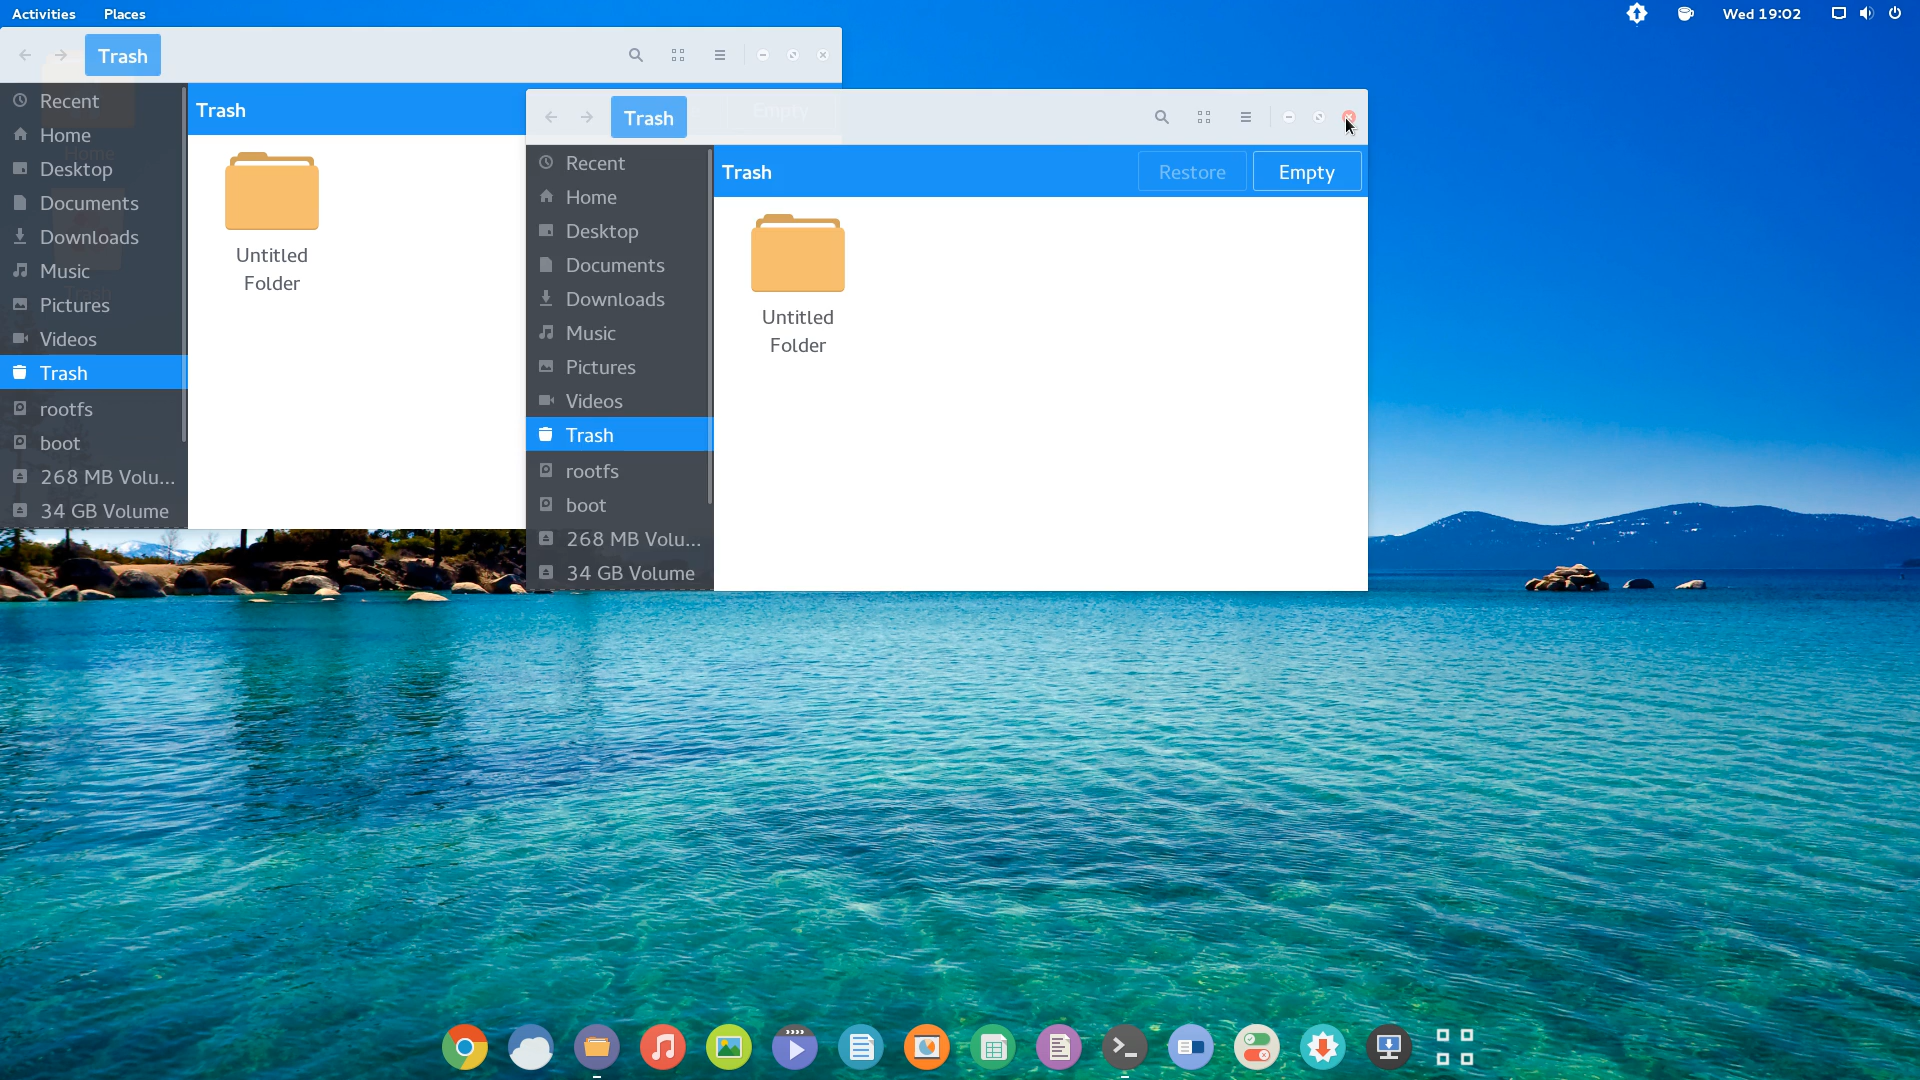 Activities Places Wed 19:02
Trash
Recent
Home
Desktop
Documents
Downloads
Music
Pictures
Videos
Trash
rootfs
boot
268 MB Volu...
34 GB Volume
Trash Empty
Untitled
Folder
Home
Trash
Trash
Recent
Home
Desktop
Documents
Downloads
Music
Pictures
Videos
Trash
rootfs
boot
268 MB Volu...
34 GB Volume
Trash Restore Empty
Untitled
Folder